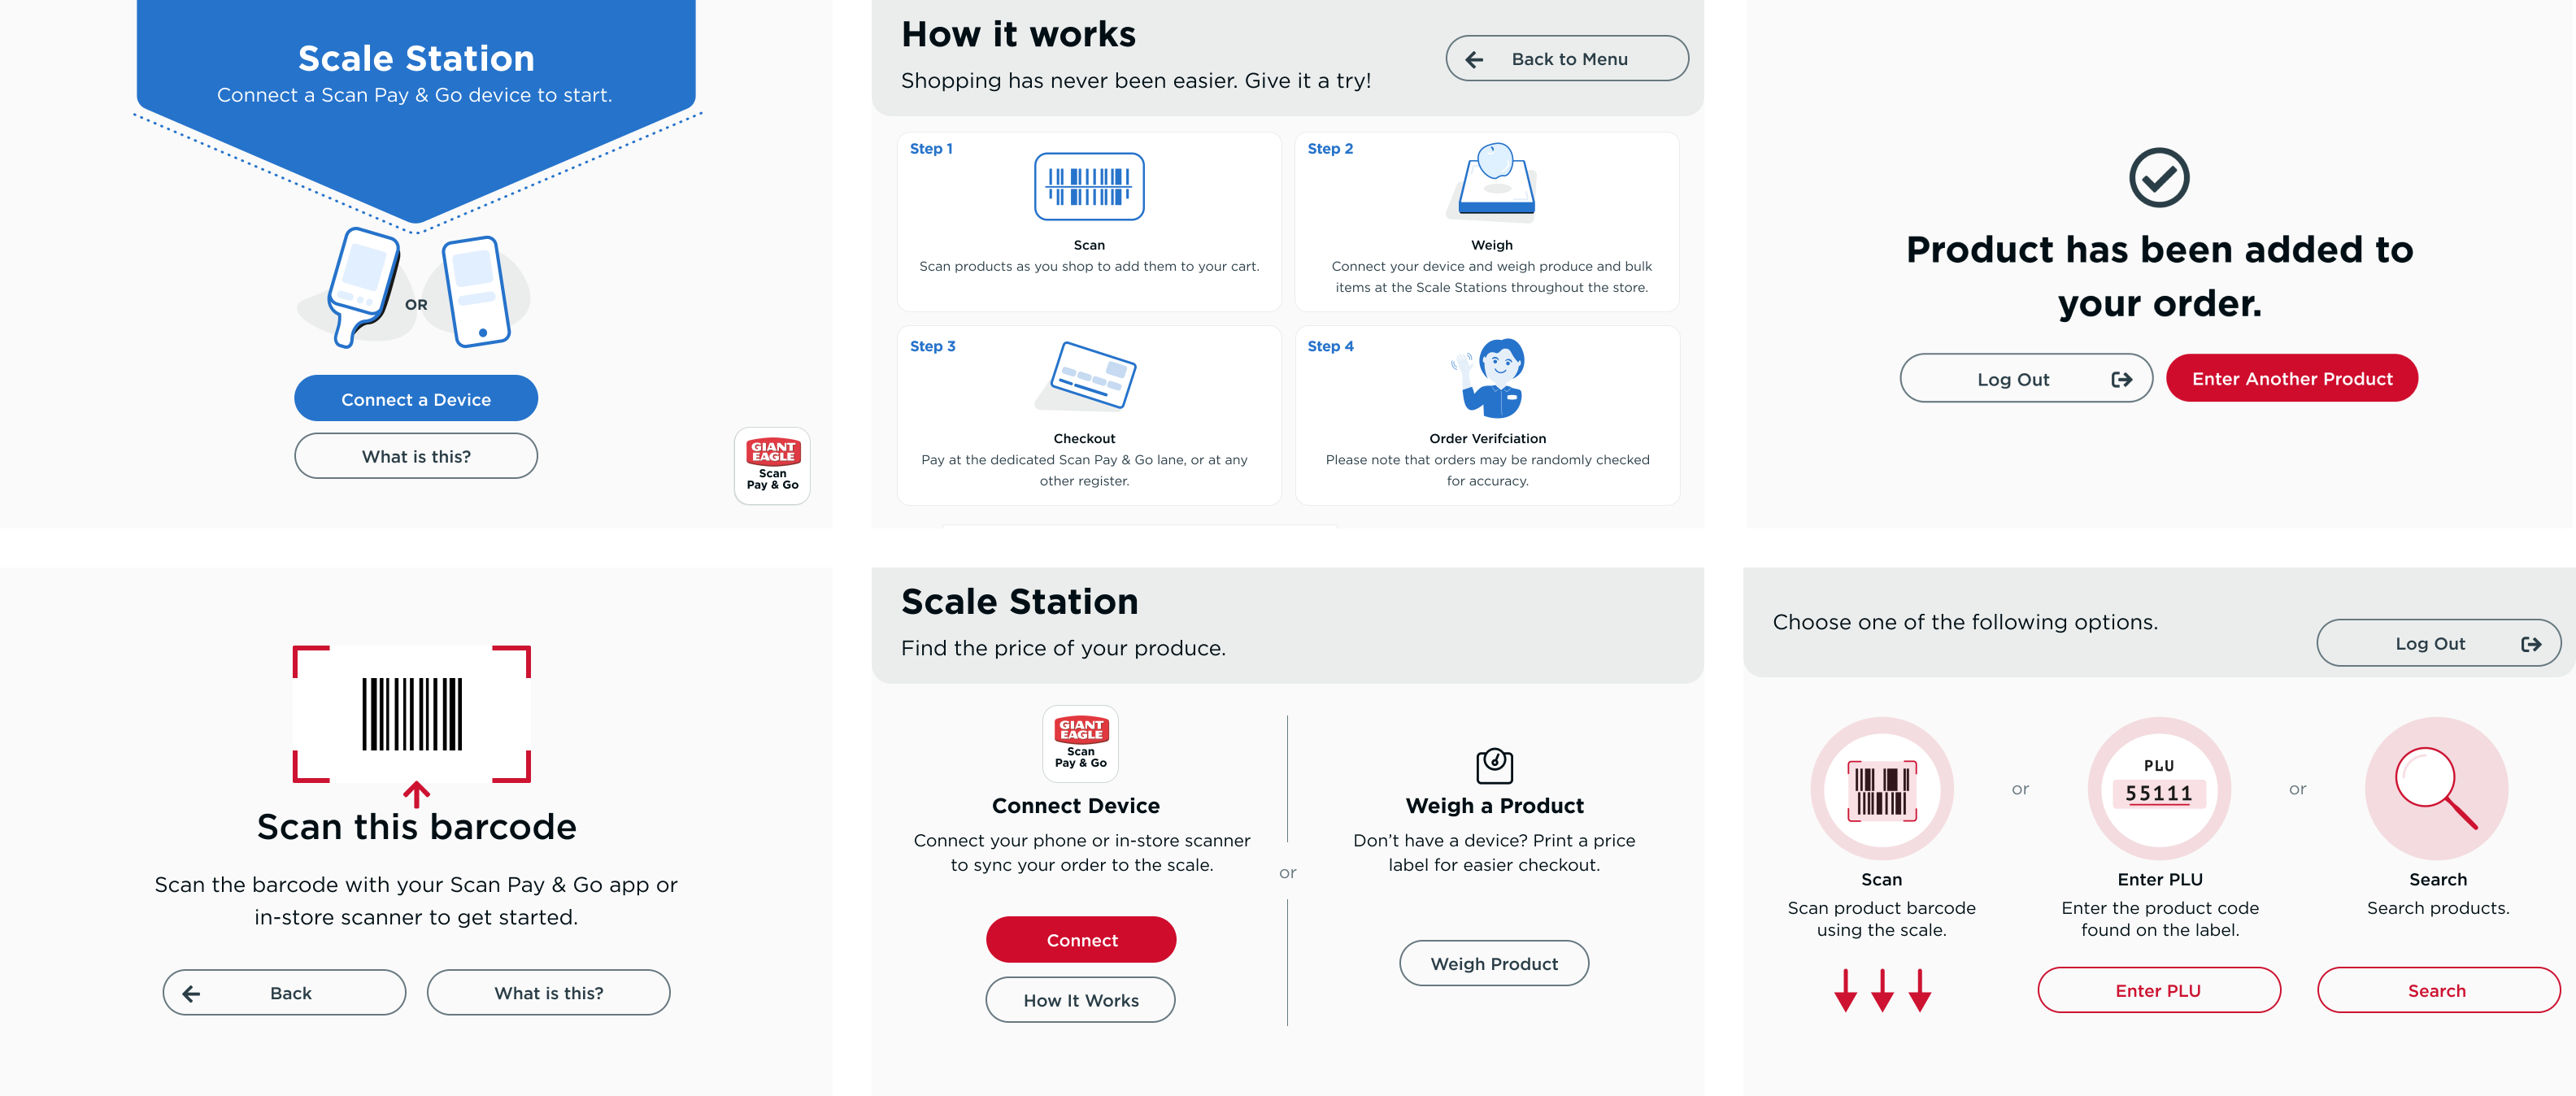 Scale Station
Connect a Scan Pay & Go device to start.
OR
Connect a Device
What is this?
GIANT
EAGLE
Scan
Pay & Go
How it works
Shopping has never been easier. Give it a try!
Back to Menu
Step 1
Scan
Scan products as you shop to add them to your cart.
Step 2
Weigh
Connect your device and weigh produce and bulk
items at the Scale Stations throughout the store.
Step 3
Checkout
Pay at the dedicated Scan Pay & Go lane, or at any
other register.
Step 4
Order Verifciation
Please note that orders may be randomly checked
for accuracy.
Product has been added to
your order.
Log Out
Enter Another Product
Scan this barcode
Scan the barcode with your Scan Pay & Go app or
in-store scanner to get started.
Back
What is this?
Scale Station
Find the price of your produce.
GIANT
EAGLE
Scan
Pay & Go
Connect Device
Connect your phone or in-store scanner
to sync your order to the scale.
Connect
How It Works
or
Weigh a Product
Don’t have a device? Print a price
label for easier checkout.
Weigh Product
Choose one of the following options.
Log Out
Scan
Scan product barcode
using the scale.
or
PLU
55111
Enter PLU
Enter the product code
found on the label.
Enter PLU
or
Search
Search products.
Search